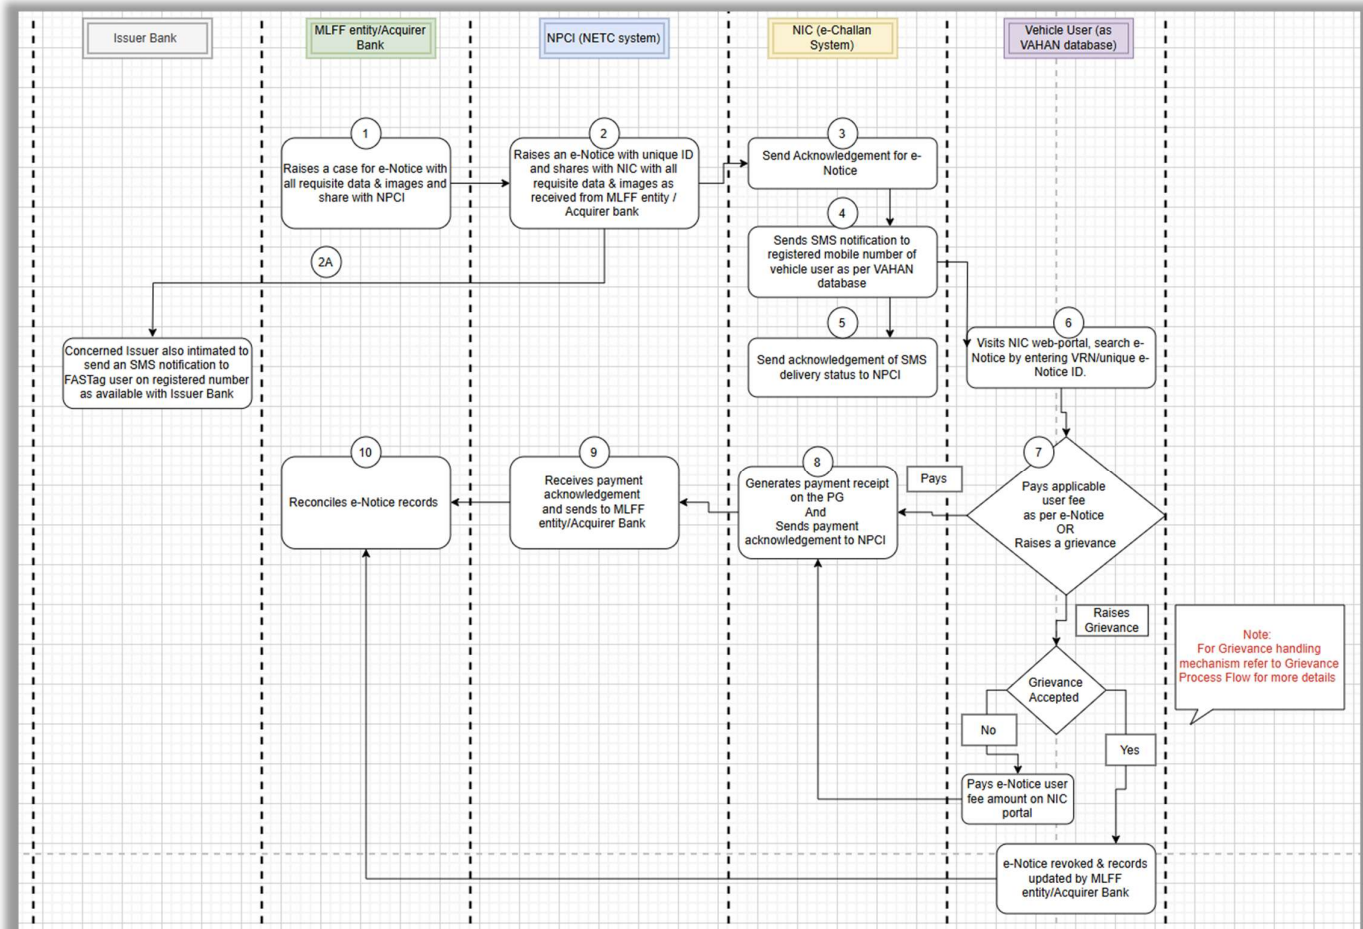 Issuer Bank
MLFF entity/Acquirer
Bank
NPCI (NETC system)
NIC (e-Challan
System)
Vehicle User (as
VAHAN database)
1
Raises a case for e-Notice with
all requisite data & images and
share with NPCI
2
Raises an e-Notice with unique ID
and shares with NIC with all
requisite data & images as
received from MLFF entity /
Acquirer bank
3
Send Acknowledgement for e-
Notice
4
Sends SMS notification to
registered mobile number of
vehicle user as per VAHAN
database
2A
Concerned Issuer also intimated to
send an SMS notification to
FASTag user on registered number
as available with Issuer Bank
5
Send acknowledgement of SMS
delivery status to NPCI
6
Visits NIC web-portal, search e-
Notice by entering VRN/unique e-
Notice ID.
7
Pays applicable
user fee
as per e-Notice
OR
Raises a grievance
Pays
8
Generates payment receipt
on the PG
And
Sends payment
acknowledgement to NPCI
9
Receives payment
acknowledgement
and sends to MLFF
entity/Acquirer Bank
10
Reconciles e-Notice records
Raises
Grievance
Grievance
Accepted
No
Yes
Pays e-Notice user
fee amount on NIC
portal
e-Notice revoked & records
updated by MLFF
entity/Acquirer Bank
Note:
For Grievance handling
mechanism refer to Grievance
Process Flow for more details